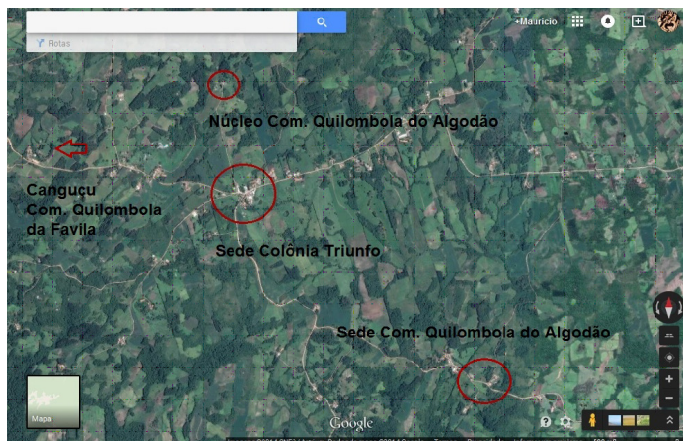 +Mauricio
Rotas
Núcleo Com. Quilombola do Algodão
Canguçu
Com. Quilombola
da Favila
Sede Colônia Triunfo
Sede Com. Quilombola do Algodão
Mapa
Google